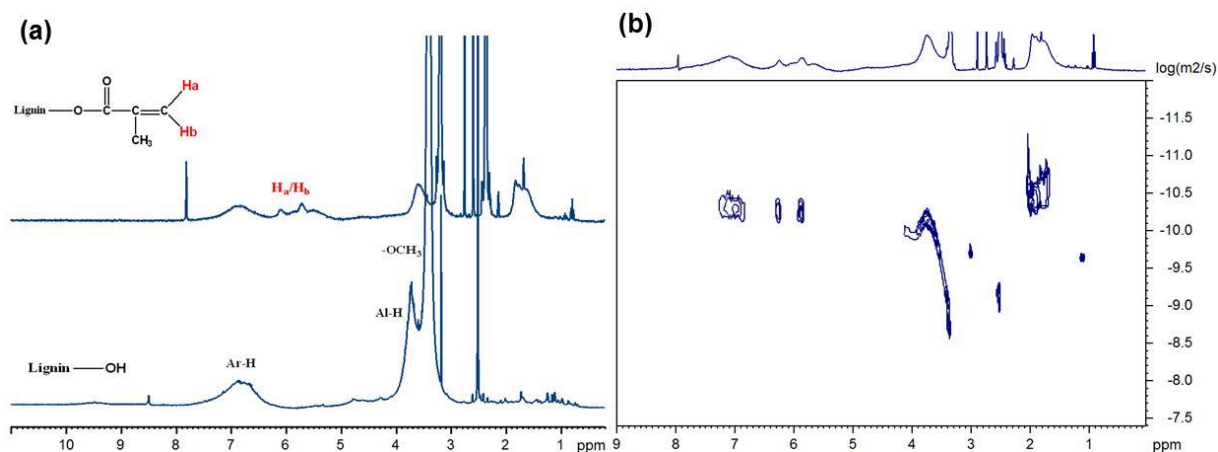 (a)
O
Ha
Lignin
O
C
C
C
Hb
CH3
Ha/Hb
-OCH3
Al-H
Lignin
OH
Ar-H
10 9 8 7 6 5 4 3 2 1 ppm
(b)
log(m2/s)
-11.5
-11.0
-10.5
-10.0
-9.5
-9.0
-8.5
-8.0
-7.5
9 8 7 6 5 4 3 2 1 ppm